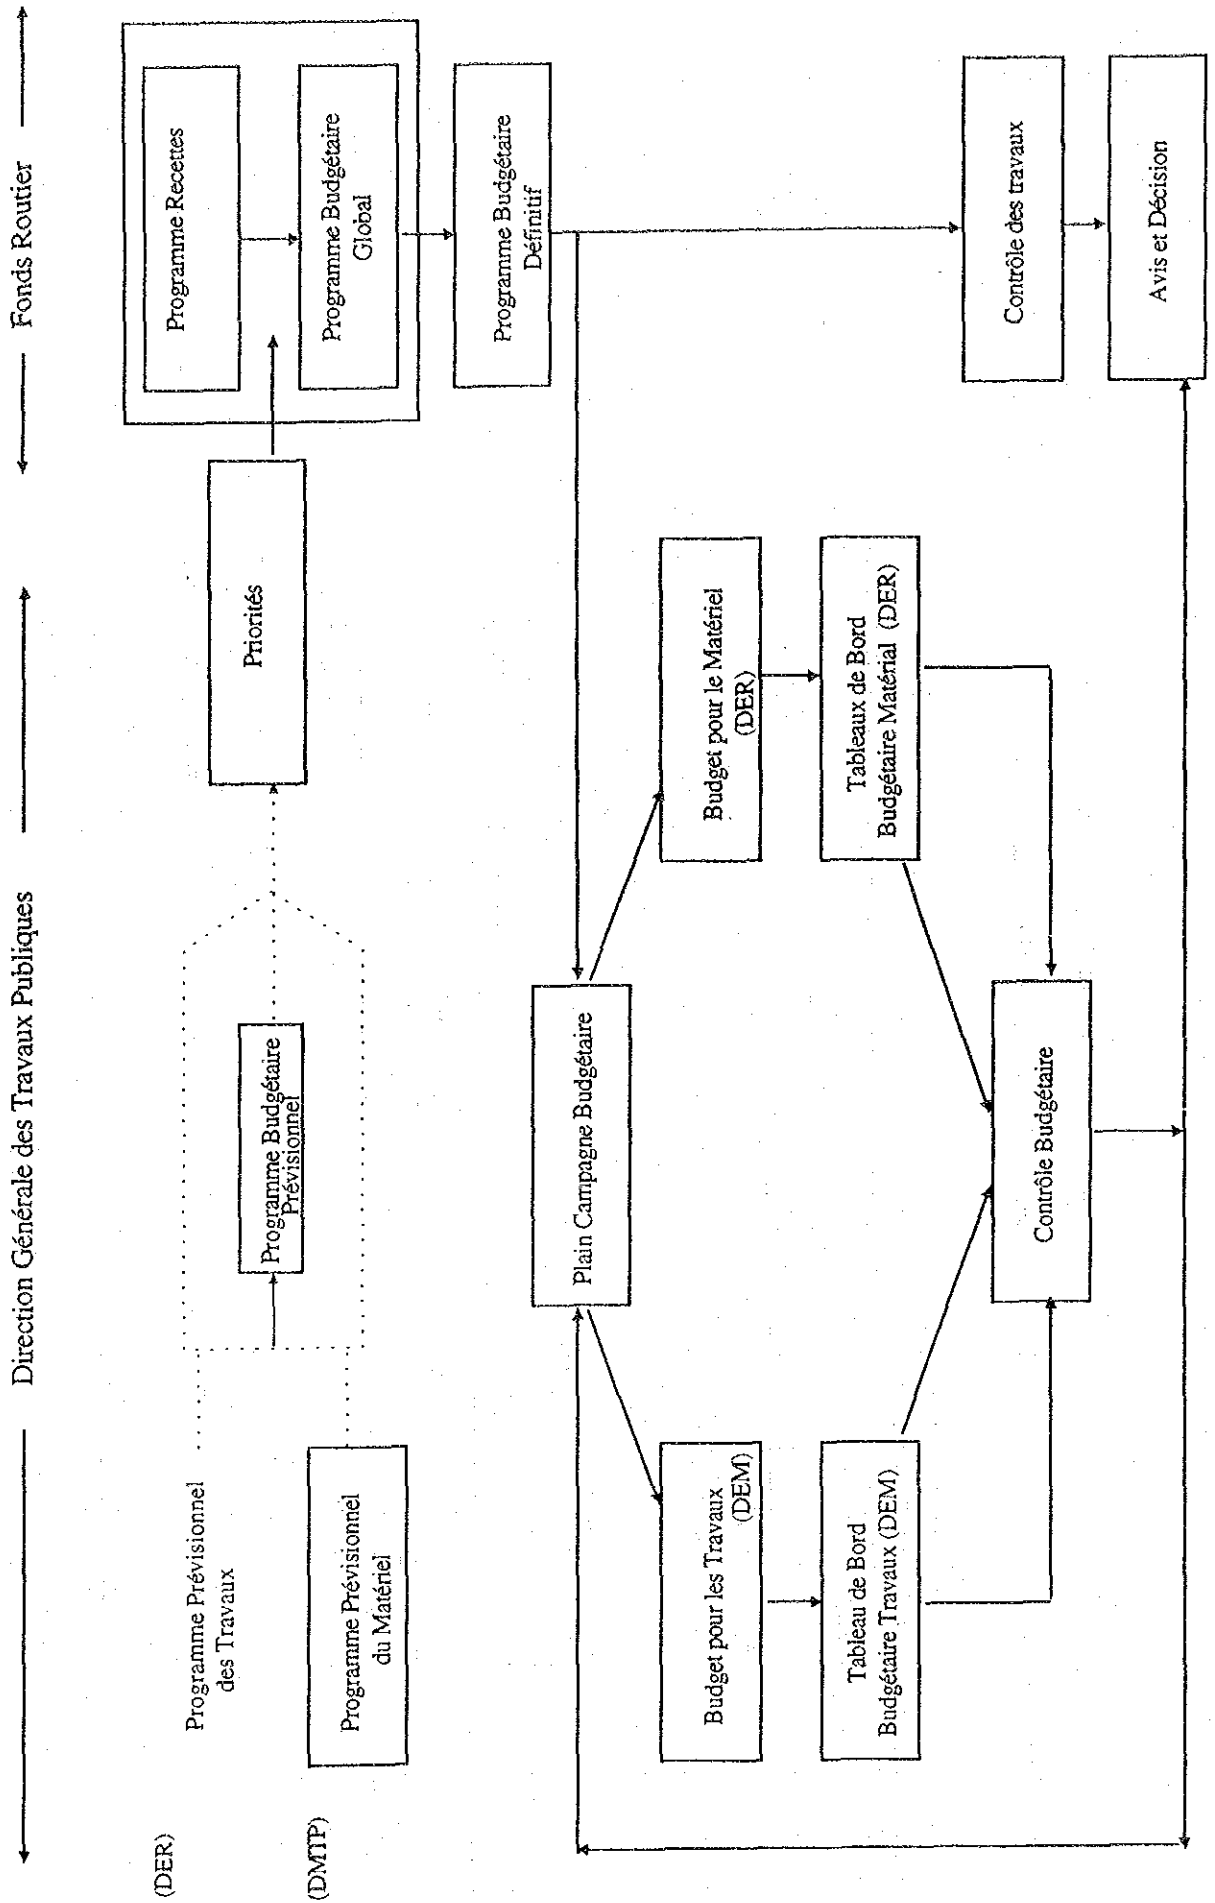 Direction Générale des Travaux Publiques
Fonds Routier
(DER)
Programme Prévisionnel
des Travaux
(DMTP)
Programme Prévisionnel
du Matériel
Programme Budgétaire
Prévisionnel
Priorités
Programme Recettes
Programme Budgétaire
Global
Programme Budgétaire
Définitif
Plain Campagne Budgétaire
Budget pour les Travaux
(DEM)
Budget pour le Matériel
(DER)
Tableau de Bord
Budgétaire Travaux (DEM)
Tableaux de Bord
Budgétaire Matérial (DER)
Contrôle Budgétaire
Contrôle des travaux
Avis et Décision